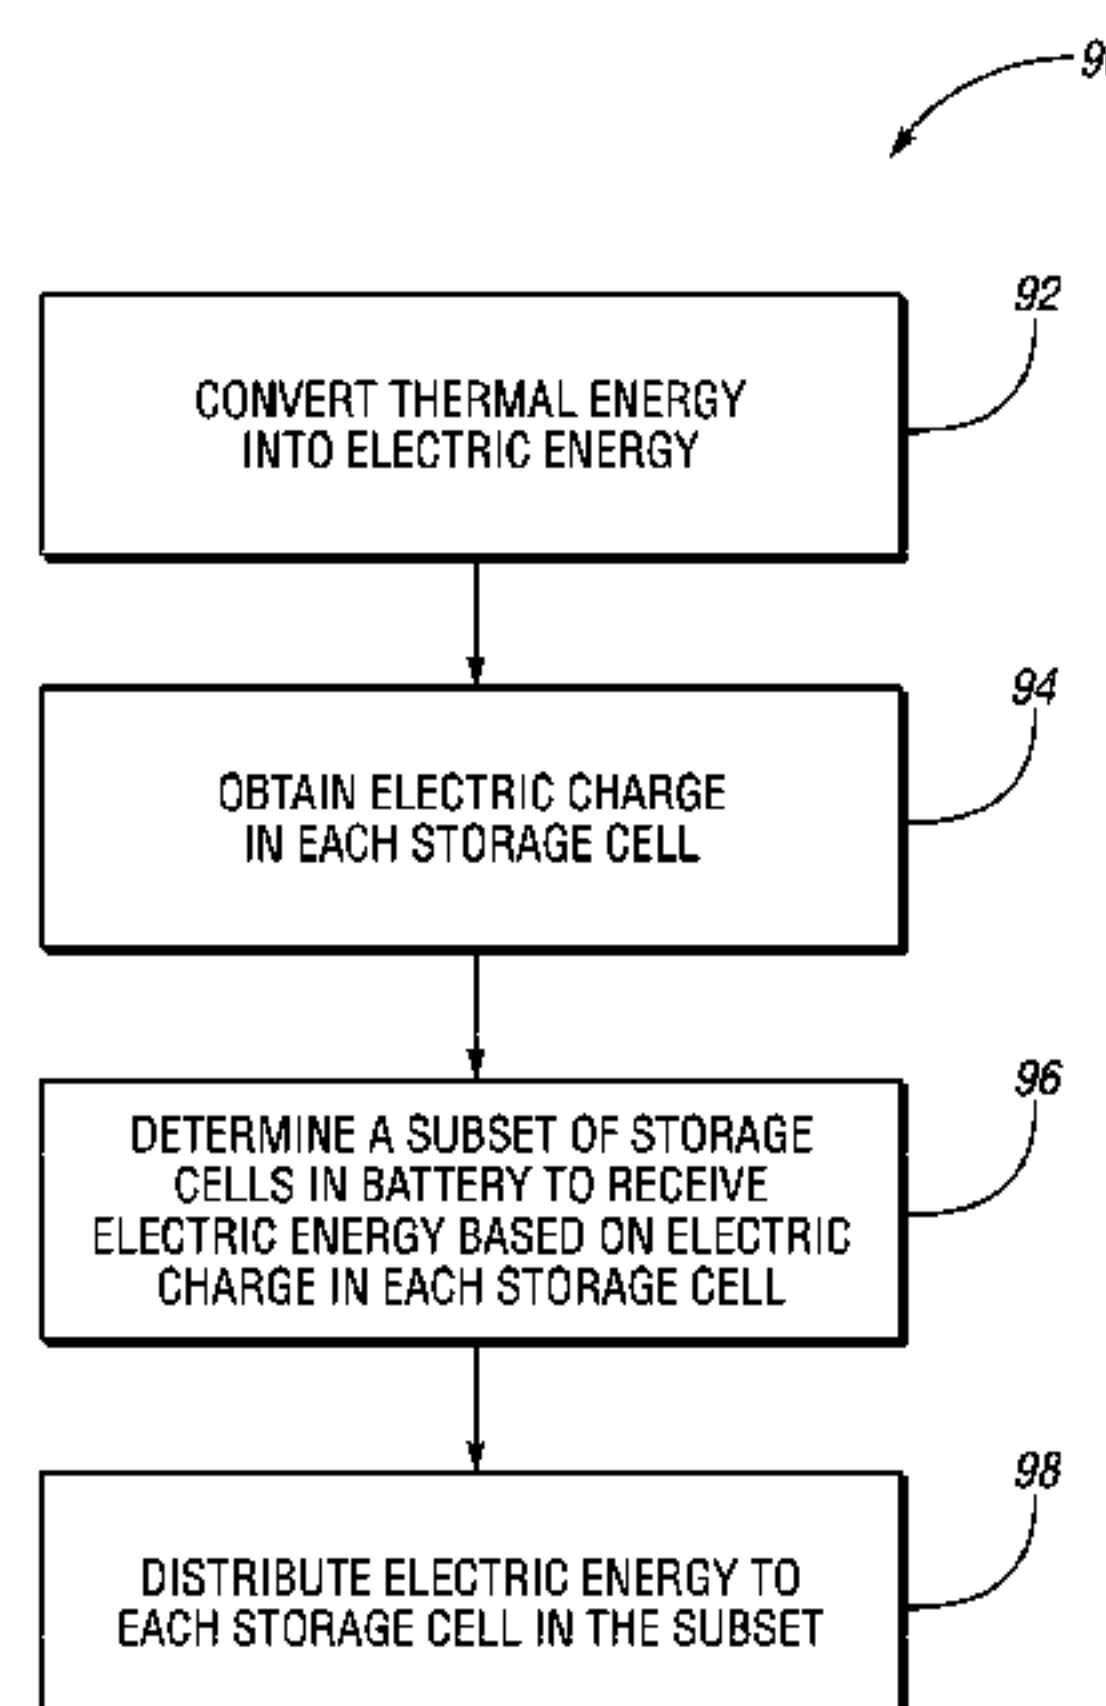 92
CONVERT THERMAL ENERGY
INTO ELECTRIC ENERGY
94
OBTAIN ELECTRIC CHARGE
IN EACH STORAGE CELL
96
DETERMINE A SUBSET OF STORAGE
CELLS IN BATTERY TO RECEIVE
ELECTRIC ENERGY BASED ON ELECTRIC
CHARGE IN EACH STORAGE CELL
98
DISTRIBUTE ELECTRIC ENERGY TO
EACH STORAGE CELL IN THE SUBSET